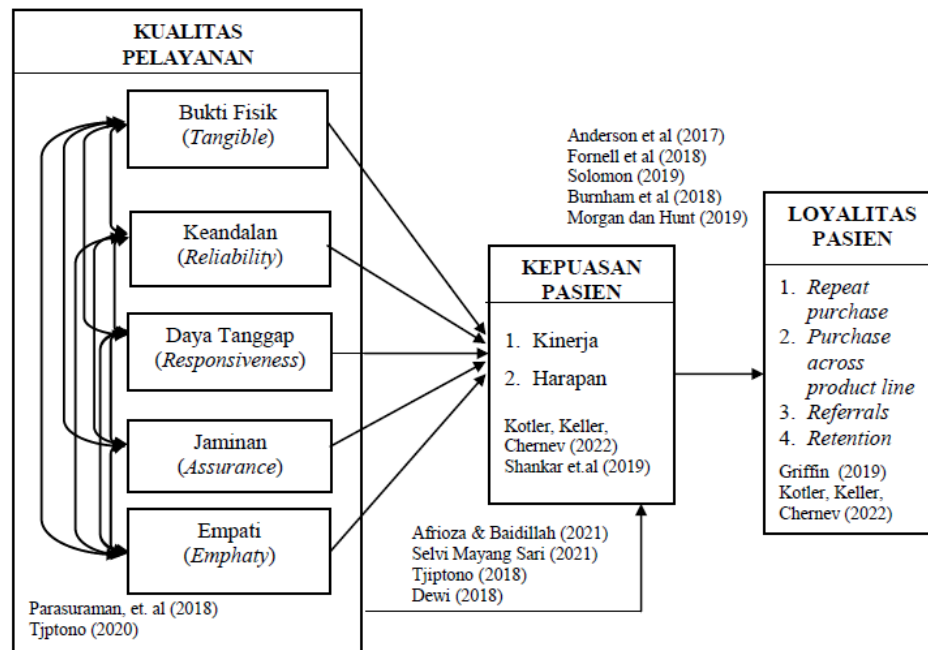 KUALITAS
PELAYANAN
Bukti Fisik
(Tangible)
Keandalan
(Reliability)
Daya Tanggap
(Responsiveness)
Jaminan
(Assurance)
Empati
(Emphaty)
Parasuraman, et. al (2018)
Tjptono (2020)
Afrioza & Baidillah (2021)
Selvi Mayang Sari (2021)
Tjiptono (2018)
Dewi (2018)
KEPUASAN
PASIEN
1. Kinerja
2. Harapan
Kotler, Keller,
Chernev (2022)
Shankar et.al (2019)
Anderson et al (2017)
Fornell et al (2018)
Solomon (2019)
Burnham et al (2018)
Morgan dan Hunt (2019)
LOYALITAS
PASIEN
1. Repeat
purchase
2. Purchase
across
product line
3. Referrals
4. Retention
Griffin (2019)
Kotler, Keller,
Chernev (2022)